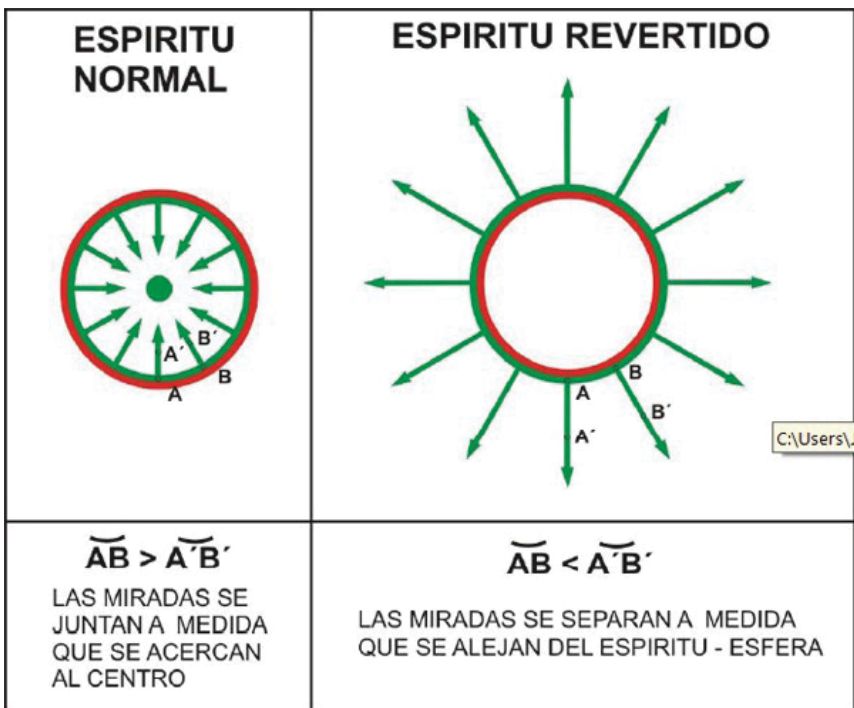 ESPIRITU
NORMAL
ESPIRITU REVERTIDO
A´
B´
A
B
A
B
A´
B´
C:\Users\.
AB > A´B´
LAS MIRADAS SE
JUNTAN A MEDIDA
QUE SE ACERCAN
AL CENTRO
AB < A´B´
LAS MIRADAS SE SEPARAN A MEDIDA
QUE SE ALEJAN DEL ESPIRITU - ESFERA